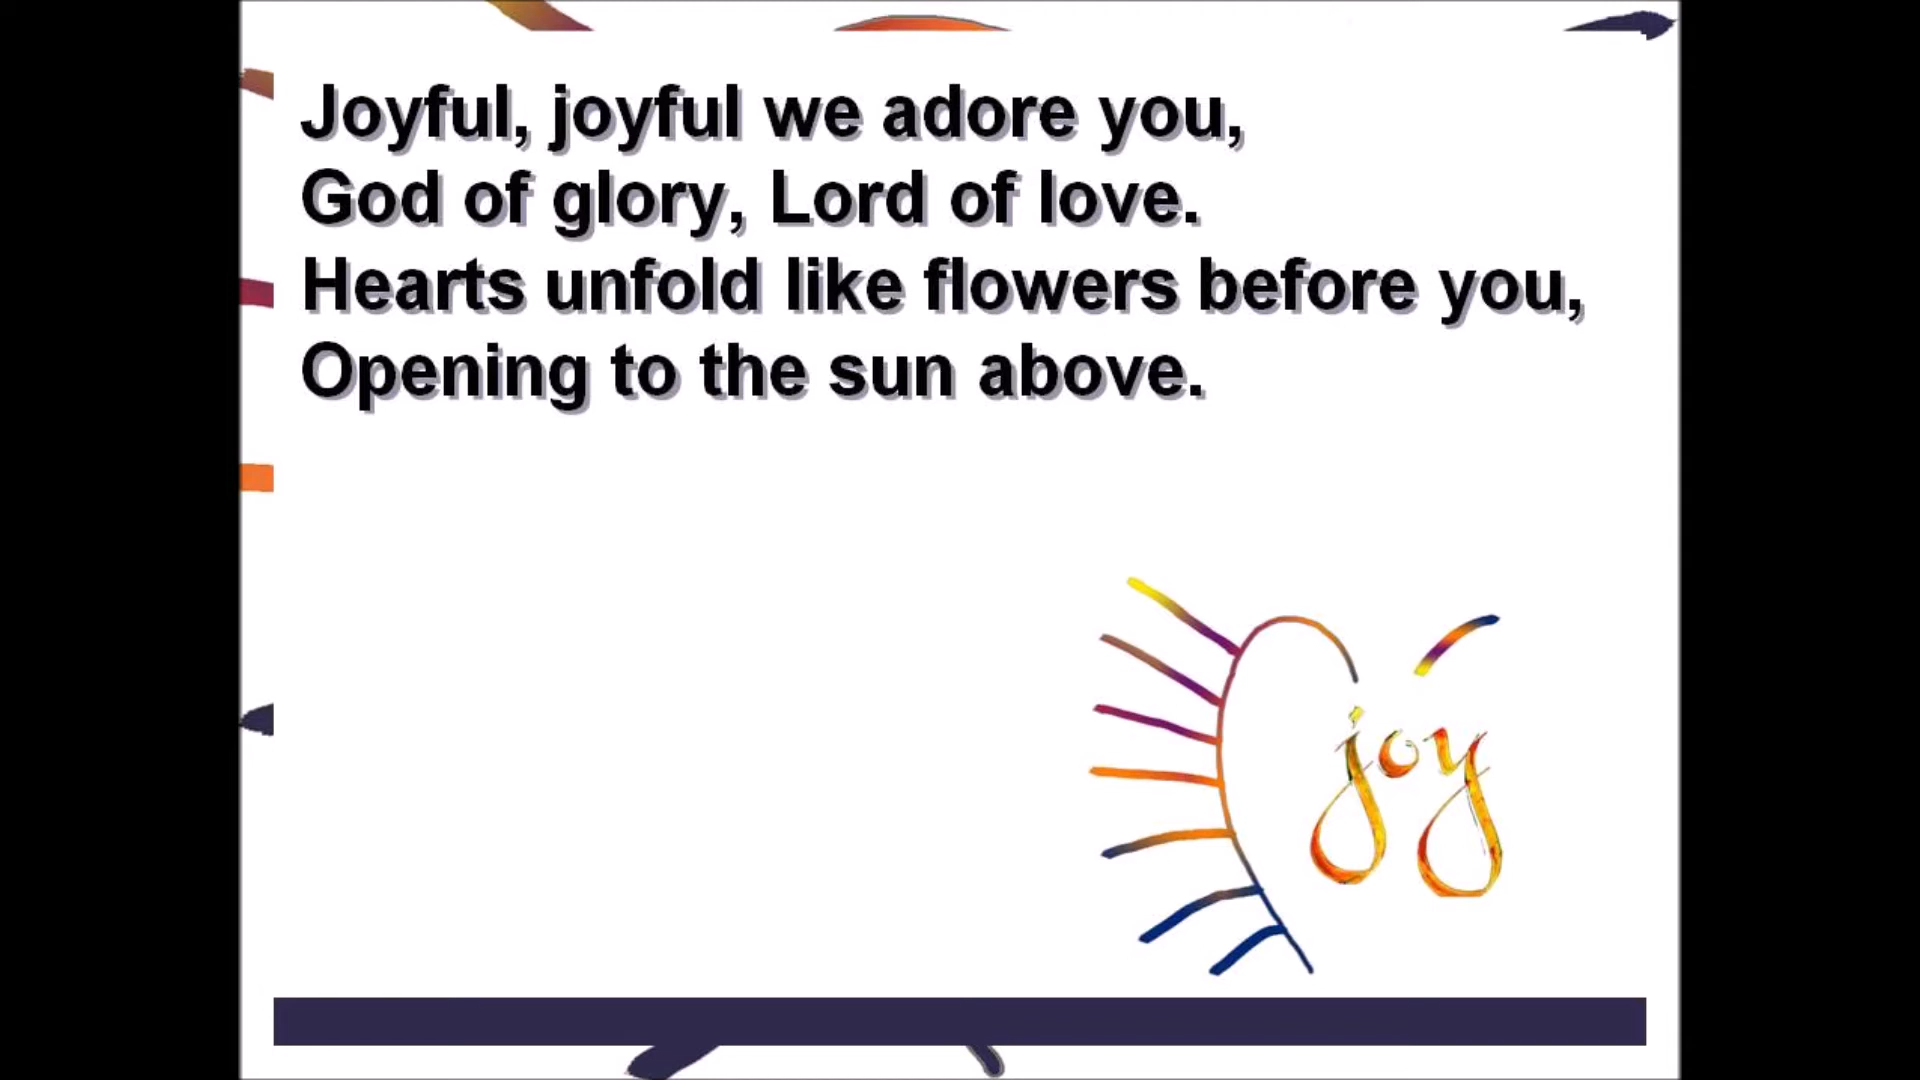 Joyful, joyful we adore you,
God of glory, Lord of love.
Hearts unfold like flowers before you,
Opening to the sun above.
joy